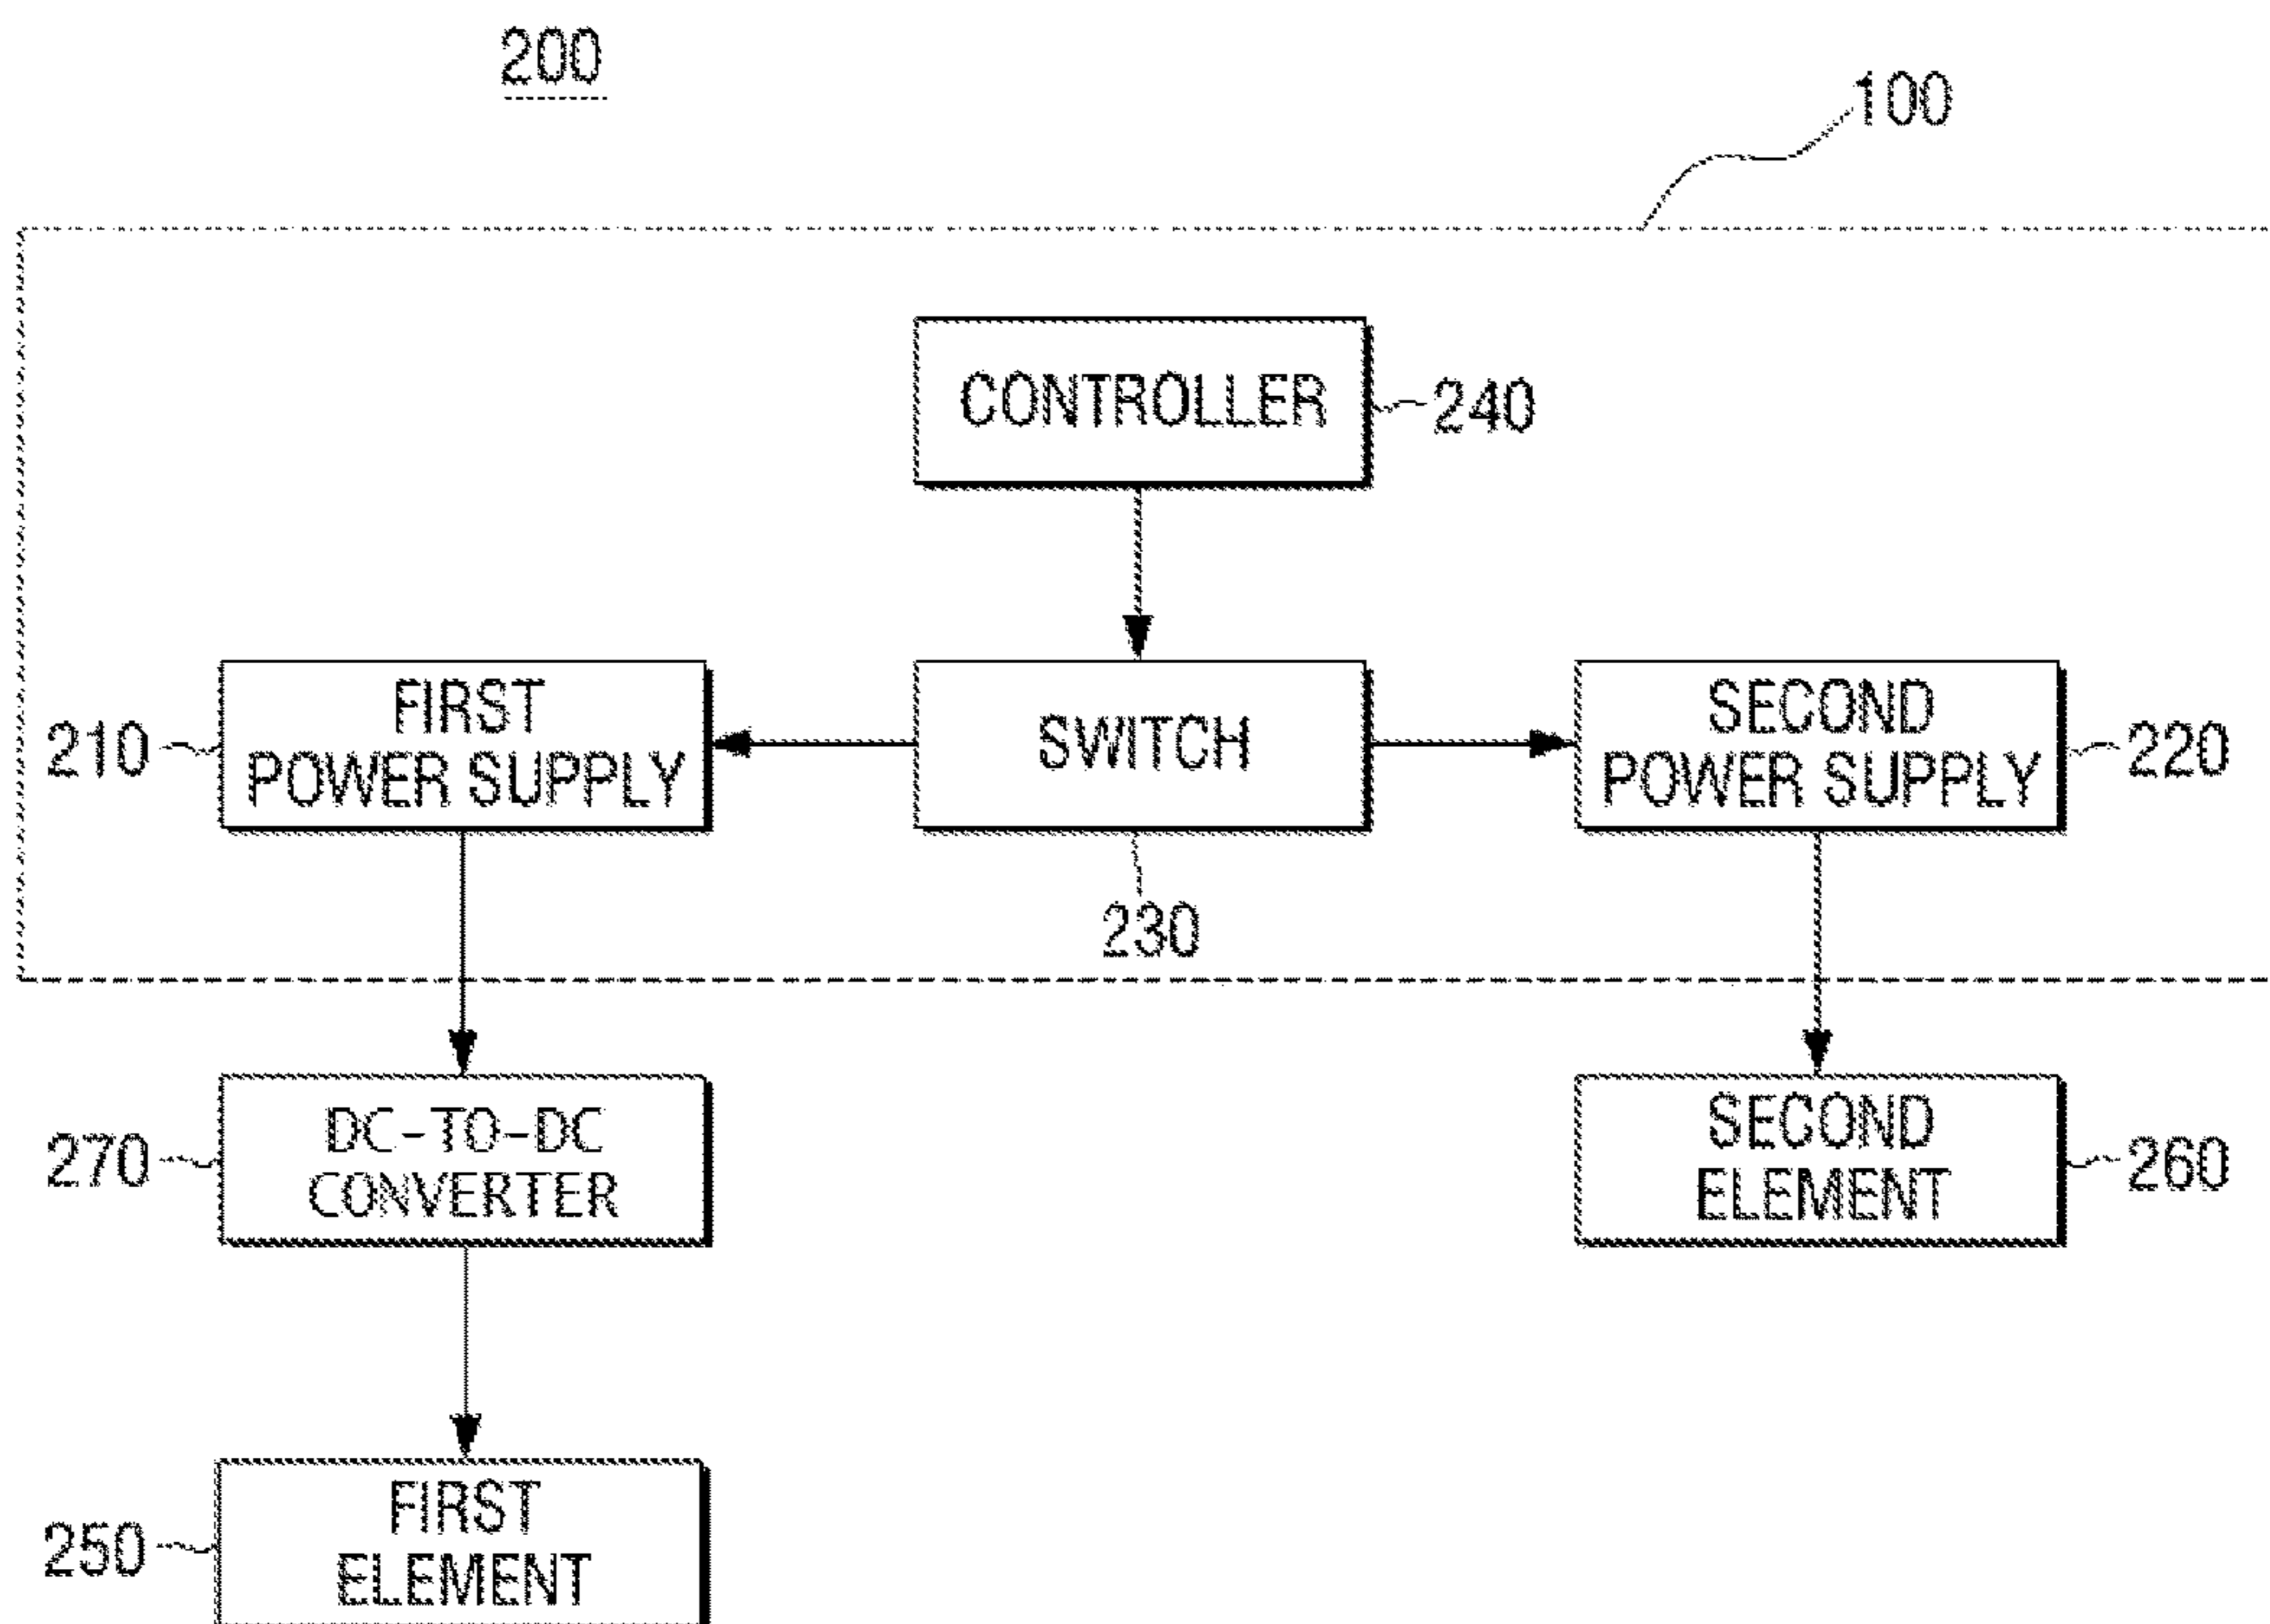 200
100
CONTROLLER
240
210
FIRST
POWER SUPPLY
SWITCH
SECOND
POWER SUPPLY
220
230
270
DC-TO-DC
CONVERTER
SECOND
ELEMENT
260
250
FIRST
ELEMENT